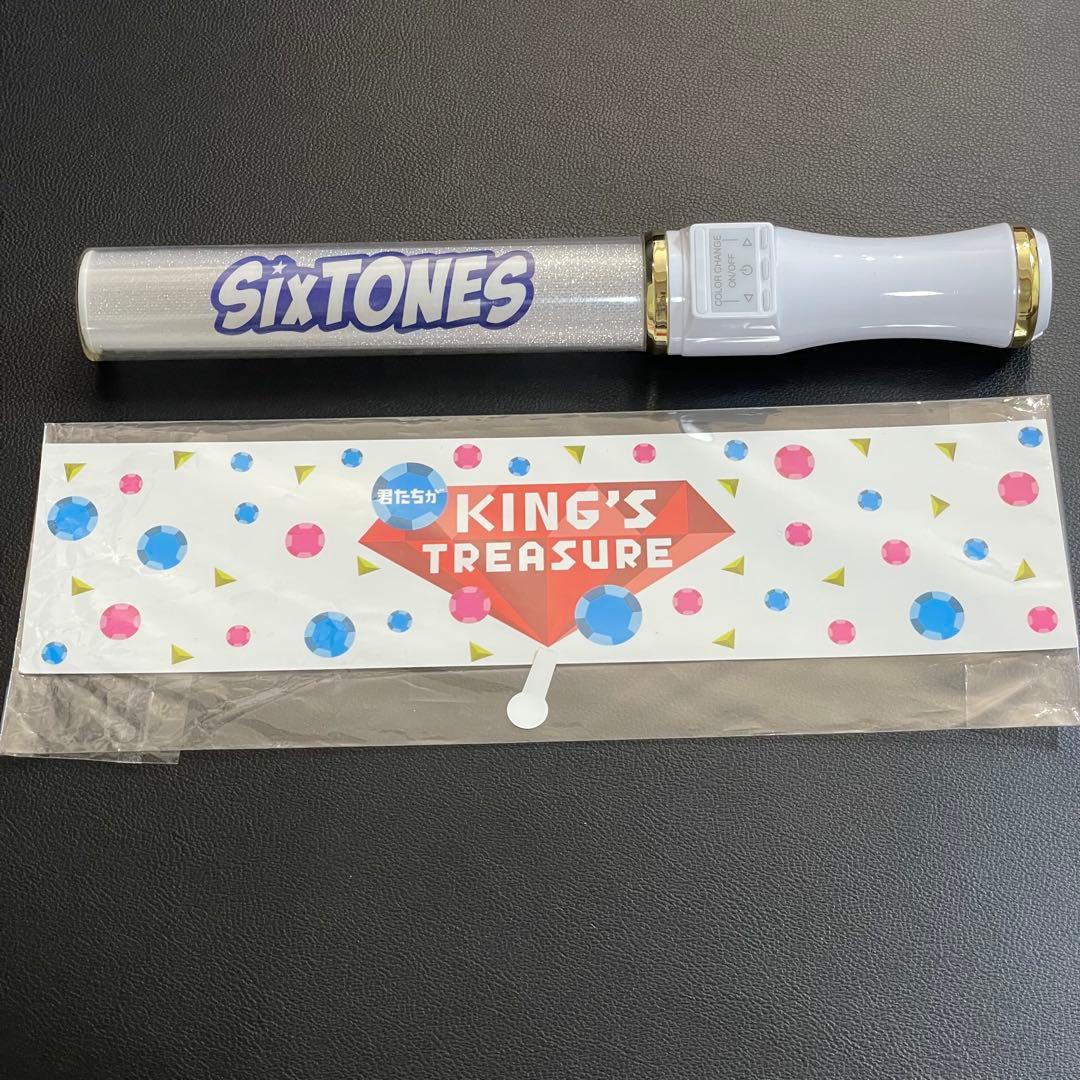 SixTONES
COLOR CHANGE
ON/OFF
君たちが
KING'S
TREASURE